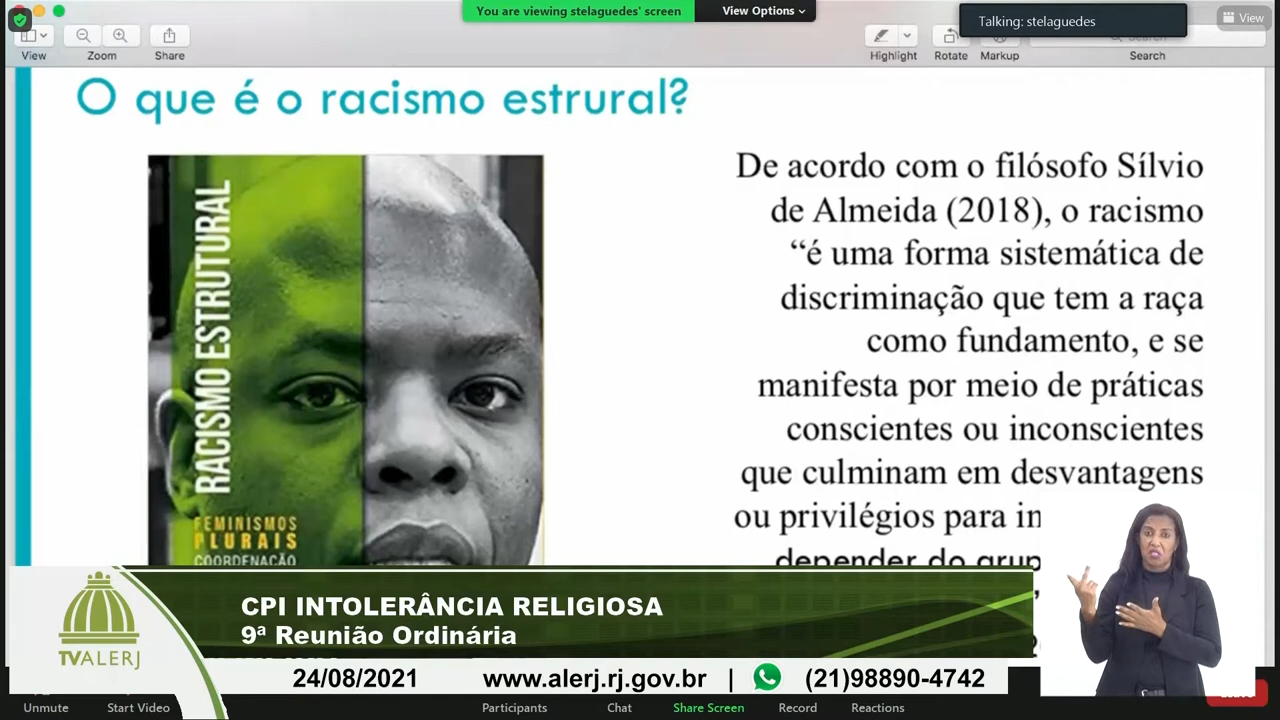 You are viewing stelaguedes' screen
View Options
Talking: stelaguedes
View
View
Zoom
Share
Highlight
Rotate
Markup
Search
O que é o racismo estrural?
RACISMO ESTRUTURAL
FEMINISMOS
PLURAIS
COORDENAÇÃO
De acordo com o filósofo Sílvio
de Almeida (2018), o racismo
“é uma forma sistemática de
discriminação que tem a raça
como fundamento, e se
manifesta por meio de práticas
conscientes ou inconscientes
que culminam em desvantagens
ou privilégios para in
depender do grup
TVALERJ
CPI INTOLERÂNCIA RELIGIOSA
9ª Reunião Ordinária
24/08/2021
www.alerj.rj.gov.br | (21)98890-4742
Unmute
Start Video
Participants
Chat
Share Screen
Record
Reactions